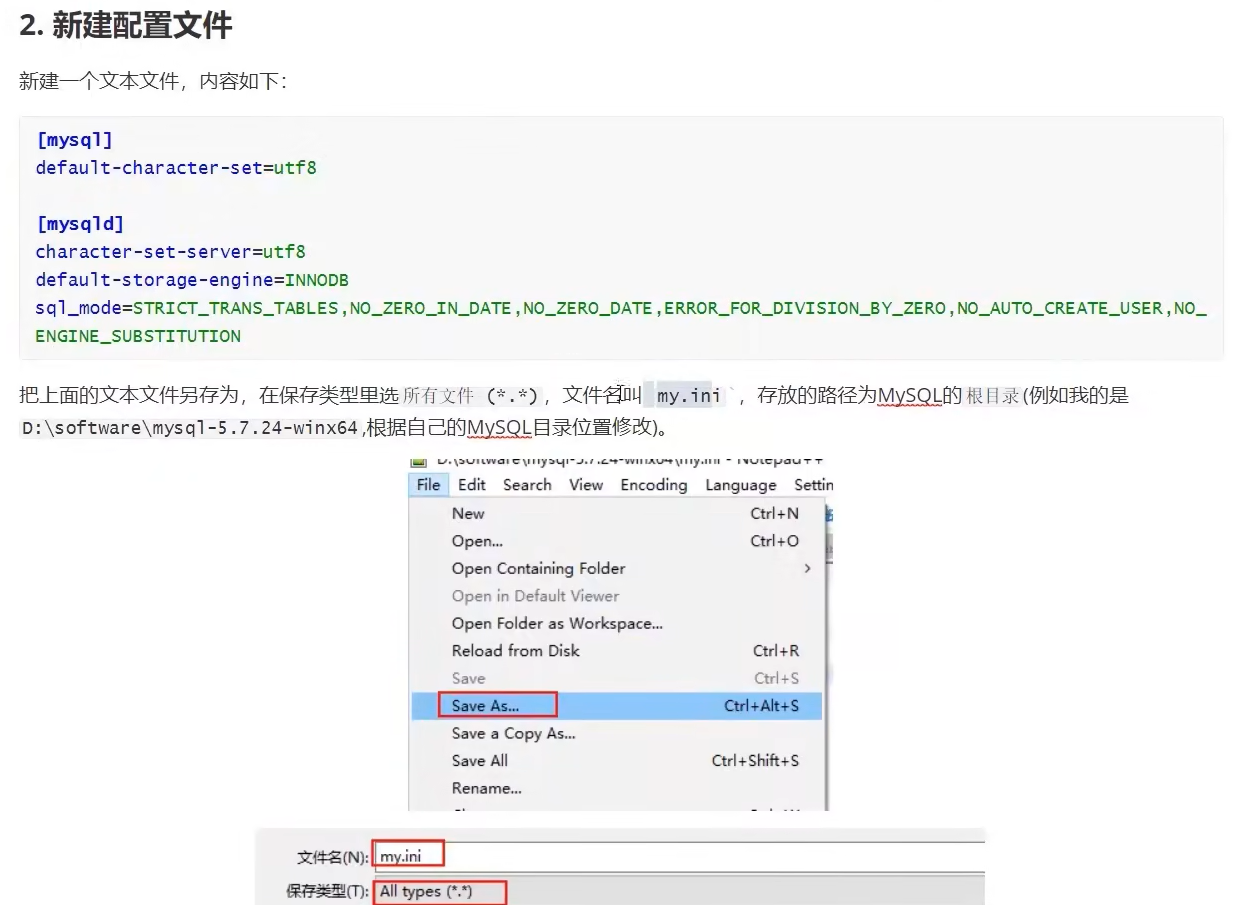 2. 新建配置文件
新建一个文本文件，内容如下：
[mysql]
default-character-set=utf8
[mysqld]
character-set-server=utf8
default-storage-engine=INNODB
sql_mode=STRICT_TRANS_TABLES,NO_ZERO_IN_DATE,NO_ZERO_DATE,ERROR_FOR_DIVISION_BY_ZERO,NO_AUTO_CREATE_USER,NO_
ENGINE_SUBSTITUTION
把上面的文本文件另存为，在保存类型里选所有文件 (*.*)，文件名叫 my.ini `，存放的路径为MySQL的根目录(例如我的是
D:\software\mysql-5.7.24-winx64,根据自己的MySQL目录位置修改)。
D:\software\mysql-5.7.24-winx64\my.ini - Notepad++
File Edit Search View Encoding Language Settin
New Ctrl+N
Open... Ctrl+O
Open Containing Folder >
Open in Default Viewer
Open Folder as Workspace...
Reload from Disk Ctrl+R
Save Ctrl+S
Save As... Ctrl+Alt+S
Save a Copy As...
Save All Ctrl+Shift+S
Rename...
文件名(N): my.ini
保存类型(T): All types (*.*)